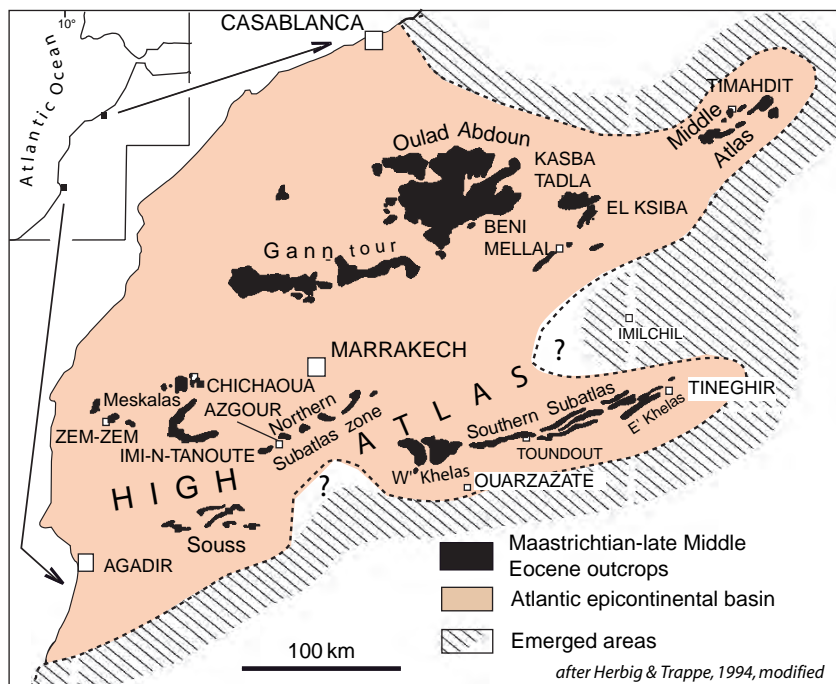 10°
CASABLANCA
Atlantic Ocean
TIMAHDIT
Middle
Atlas
Oulad Abdoun
KASBA
TADLA
EL KSIBA
BENI
MELLAL
Gann tour
IMILCHIL
?
MARRAKECH
CHICHAOUA
Meskalas
AZGOUR
ZEM-ZEM
IMI-N-TANOUTE
Northern
Subatlas zone
HIGH ATLAS
Southern Subatlas
TINEGHIR
E' Khelas
TOUNDOUT
W' Khelas
OUARZAZATE
?
Souss
AGADIR
Maastrichtian-late Middle
Eocene outcrops
Atlantic epicontinental basin
Emerged areas
100 km
after Herbig & Trappe, 1994, modified